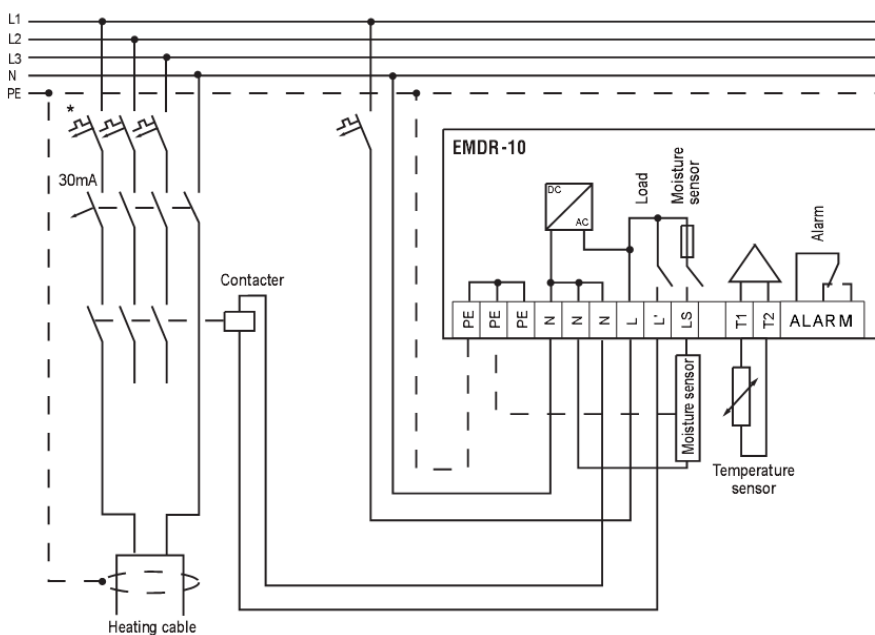 L1
L2
L3
N
PE
*
30mA
Contacter
EMDR-10
DC
AC
Load
Moisture
sensor
Alarm
PE
PE
PE
N
N
N
L
L'
LS
T1
T2
ALARM
Moisture sensor
Temperature
sensor
Heating cable